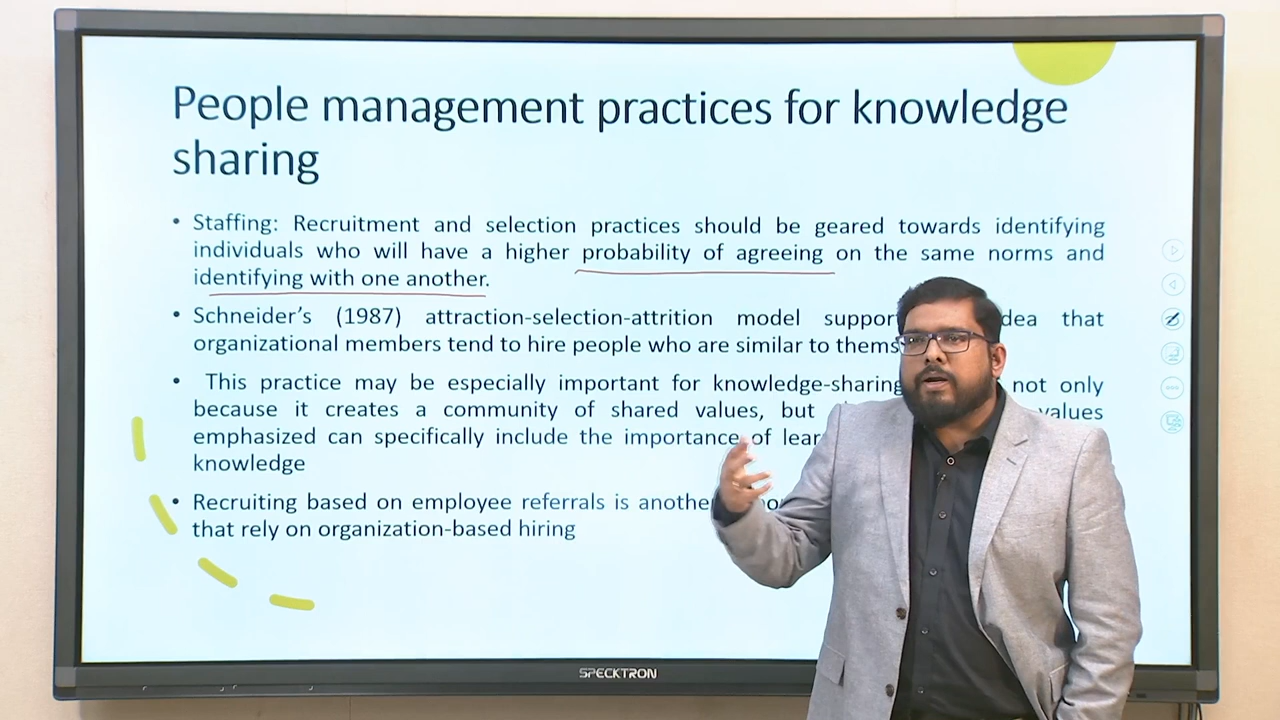 People management practices for knowledge
sharing
• Staffing: Recruitment and selection practices should be geared towards identifying
individuals who will have a higher probability of agreeing on the same norms and
identifying with one another.
• Schneider's (1987) attraction-selection-attrition model that
organizational members tend to hire people who are similar to
• This practice may be especially important for knowledge-sharing not only
because it creates a community of shared values, but values
emphasized can specifically include the importance of
knowledge
• Recruiting based on employee referrals is
that rely on organization-based hiring
SPECKTRON